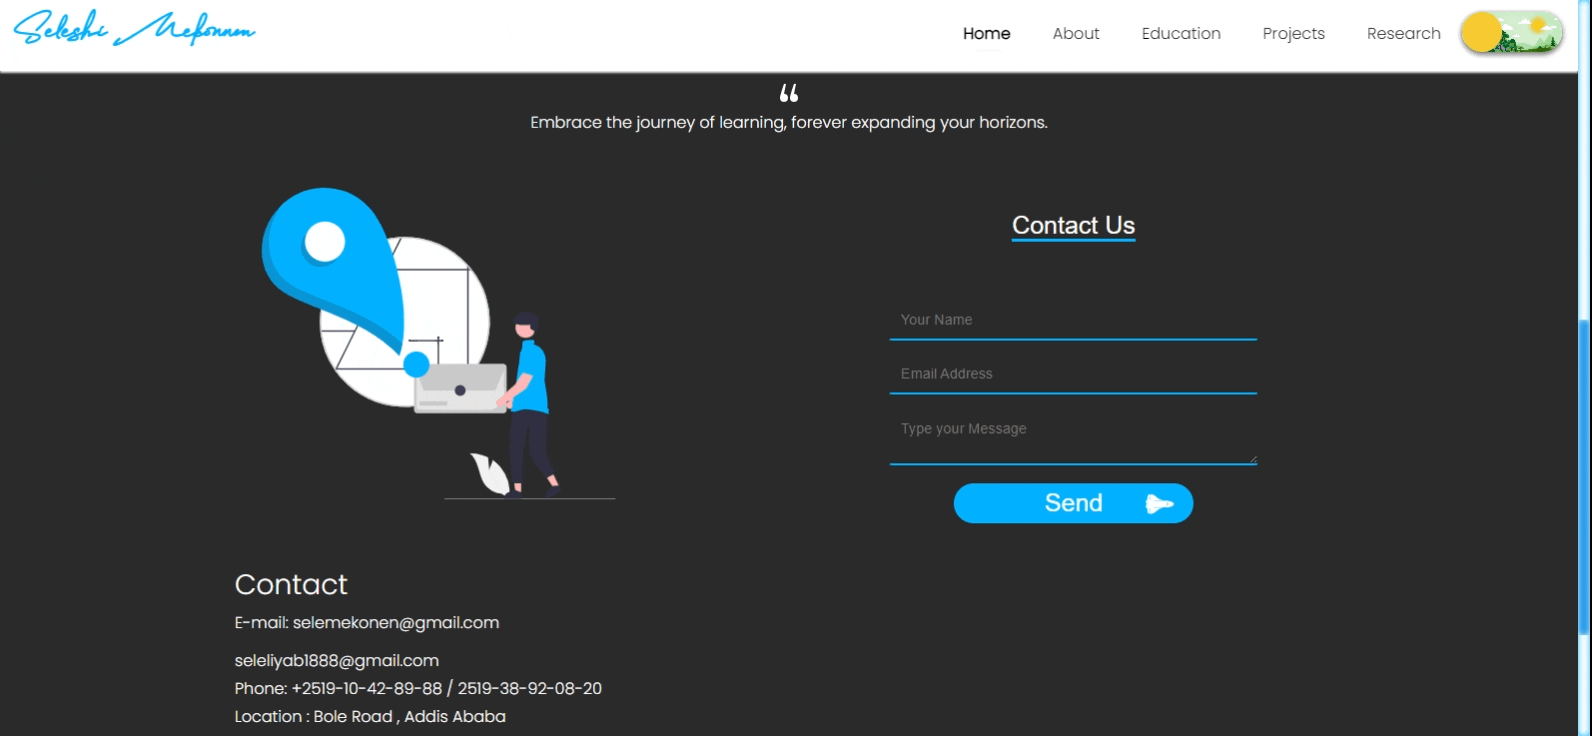 Seleshi Mekonnen
Home About Education Projects Research
“
Embrace the journey of learning, forever expanding your horizons.
Contact Us
Your Name
Email Address
Type your Message
Send
Contact
E-mail: selemekonen@gmail.com
seleliyab1888@gmail.com
Phone: +2519-10-42-89-88 / 2519-38-92-08-20
Location : Bole Road , Addis Ababa